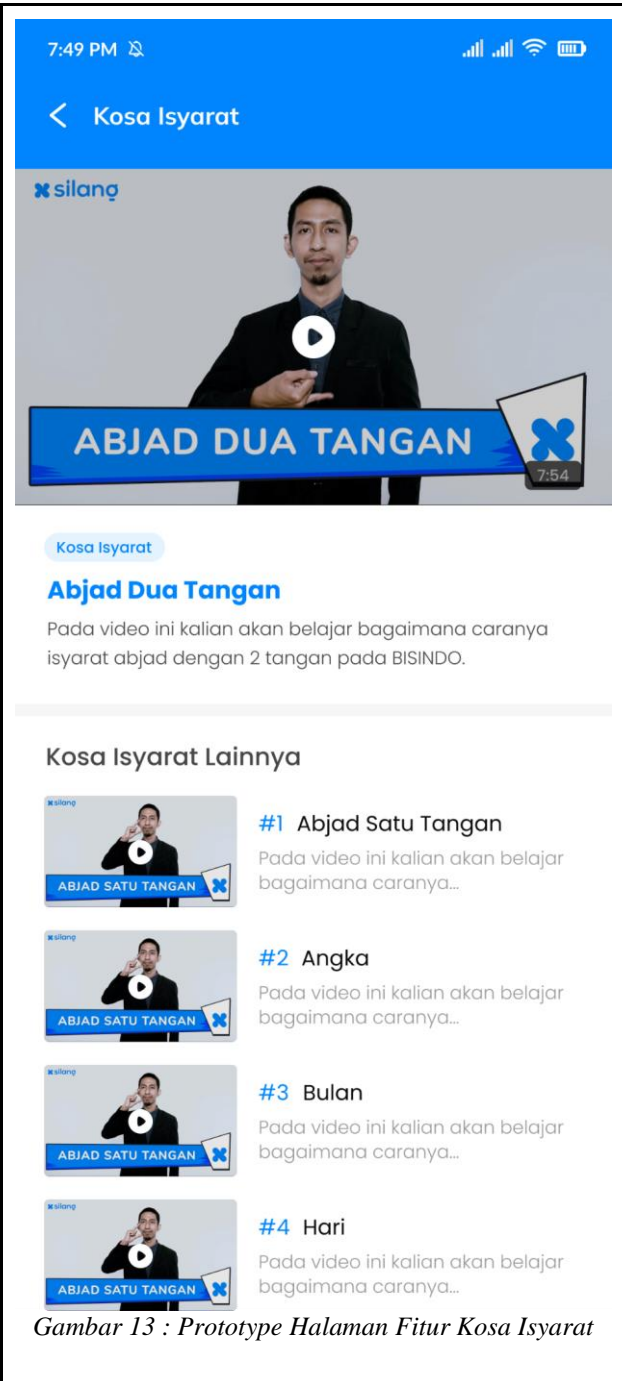 7:49 PM
Kosa Isyarat
silang
ABJAD DUA TANGAN
7:54
Kosa Isyarat
Abjad Dua Tangan
Pada video ini kalian akan belajar bagaimana caranya
isyarat abjad dengan 2 tangan pada BISINDO.
Kosa Isyarat Lainnya
silang
ABJAD SATU TANGAN
#1 Abjad Satu Tangan
Pada video ini kalian akan belajar
bagaimana caranya...
silang
ABJAD SATU TANGAN
#2 Angka
Pada video ini kalian akan belajar
bagaimana caranya...
silang
ABJAD SATU TANGAN
#3 Bulan
Pada video ini kalian akan belajar
bagaimana caranya...
silang
ABJAD SATU TANGAN
#4 Hari
Pada video ini kalian akan belajar
bagaimana caranya...
Gambar 13 : Prototype Halaman Fitur Kosa Isyarat